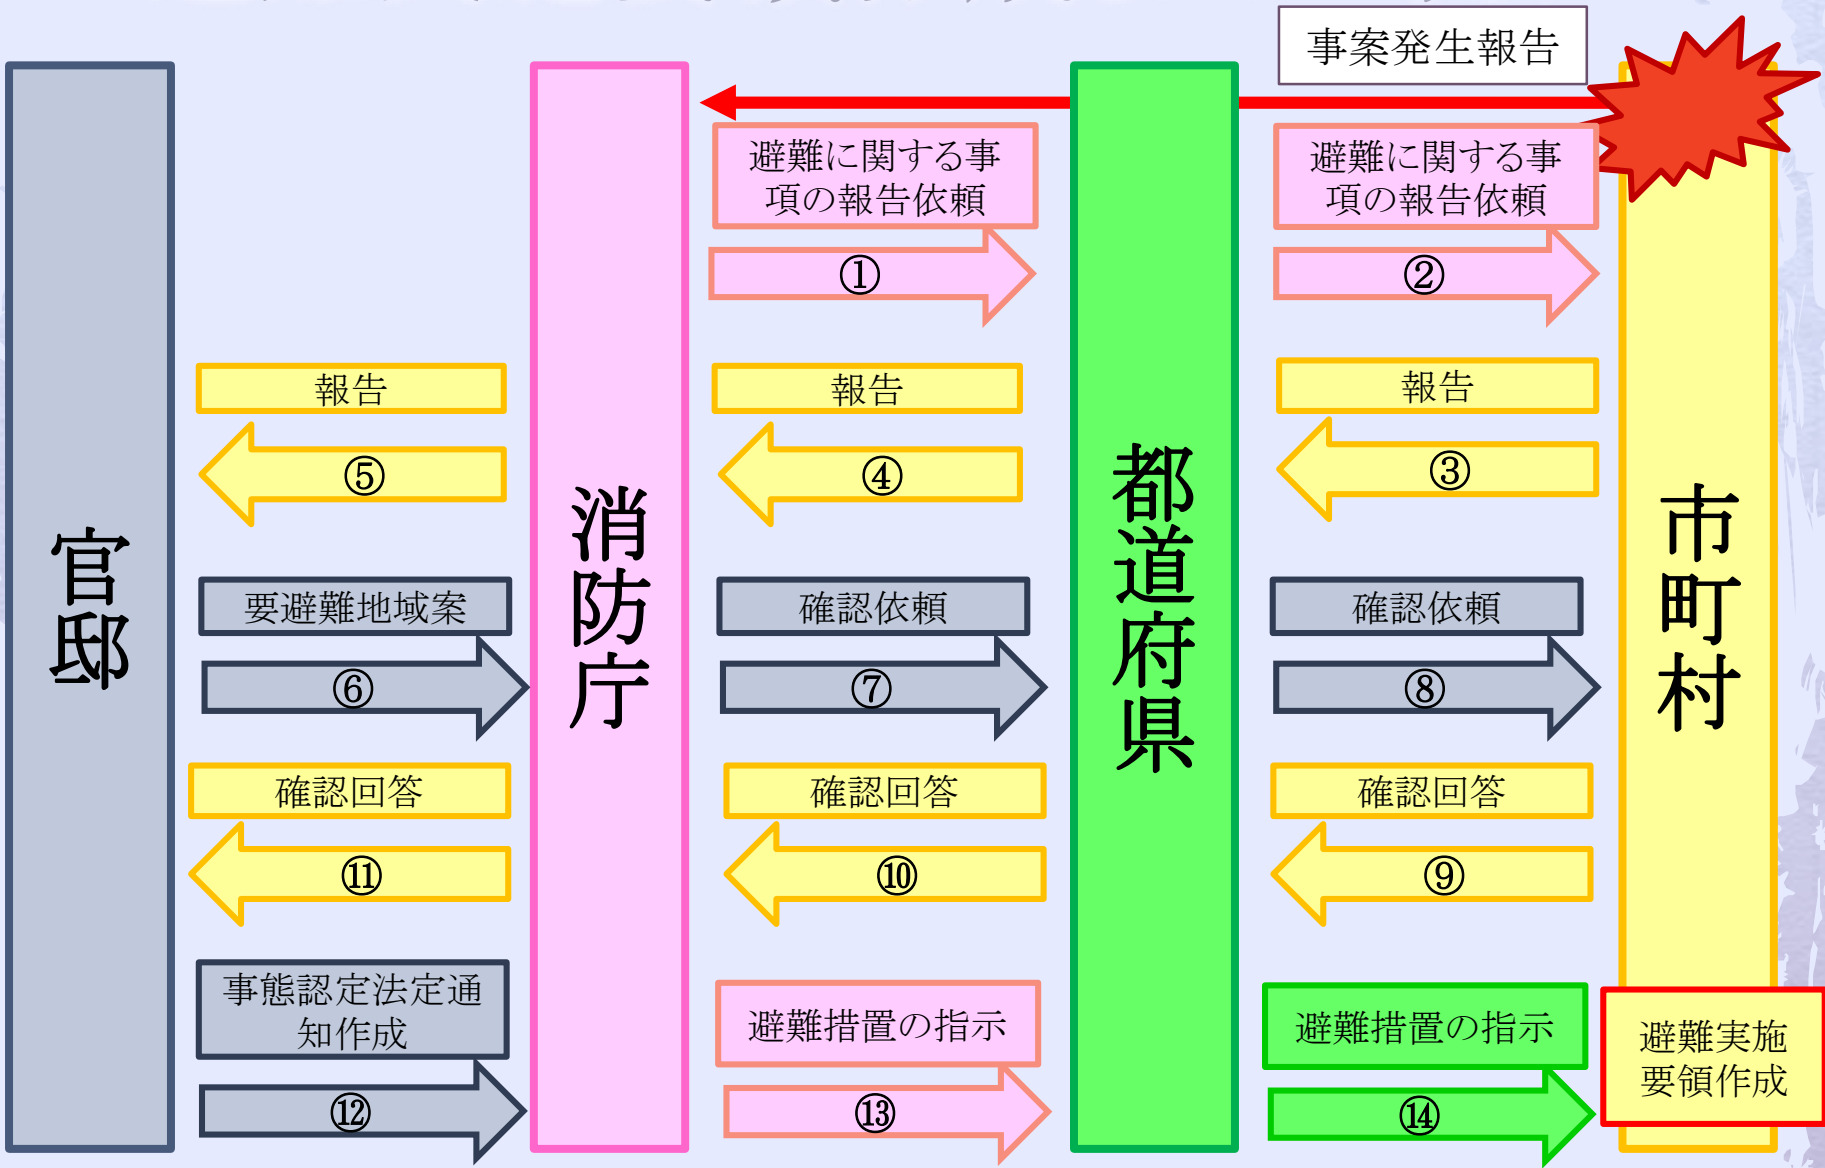 事案発生報告
避難に関する事
項の報告依頼
①
避難に関する事
項の報告依頼
②
報告
⑤
報告
④
報告
③
官邸
消防庁
都道府県
市町村
要避難地域案
⑥
確認依頼
⑦
確認依頼
⑧
確認回答
⑪
確認回答
⑩
確認回答
⑨
事態認定法定通
知作成
⑫
避難措置の指示
⑬
避難措置の指示
⑭
避難実施
要領作成